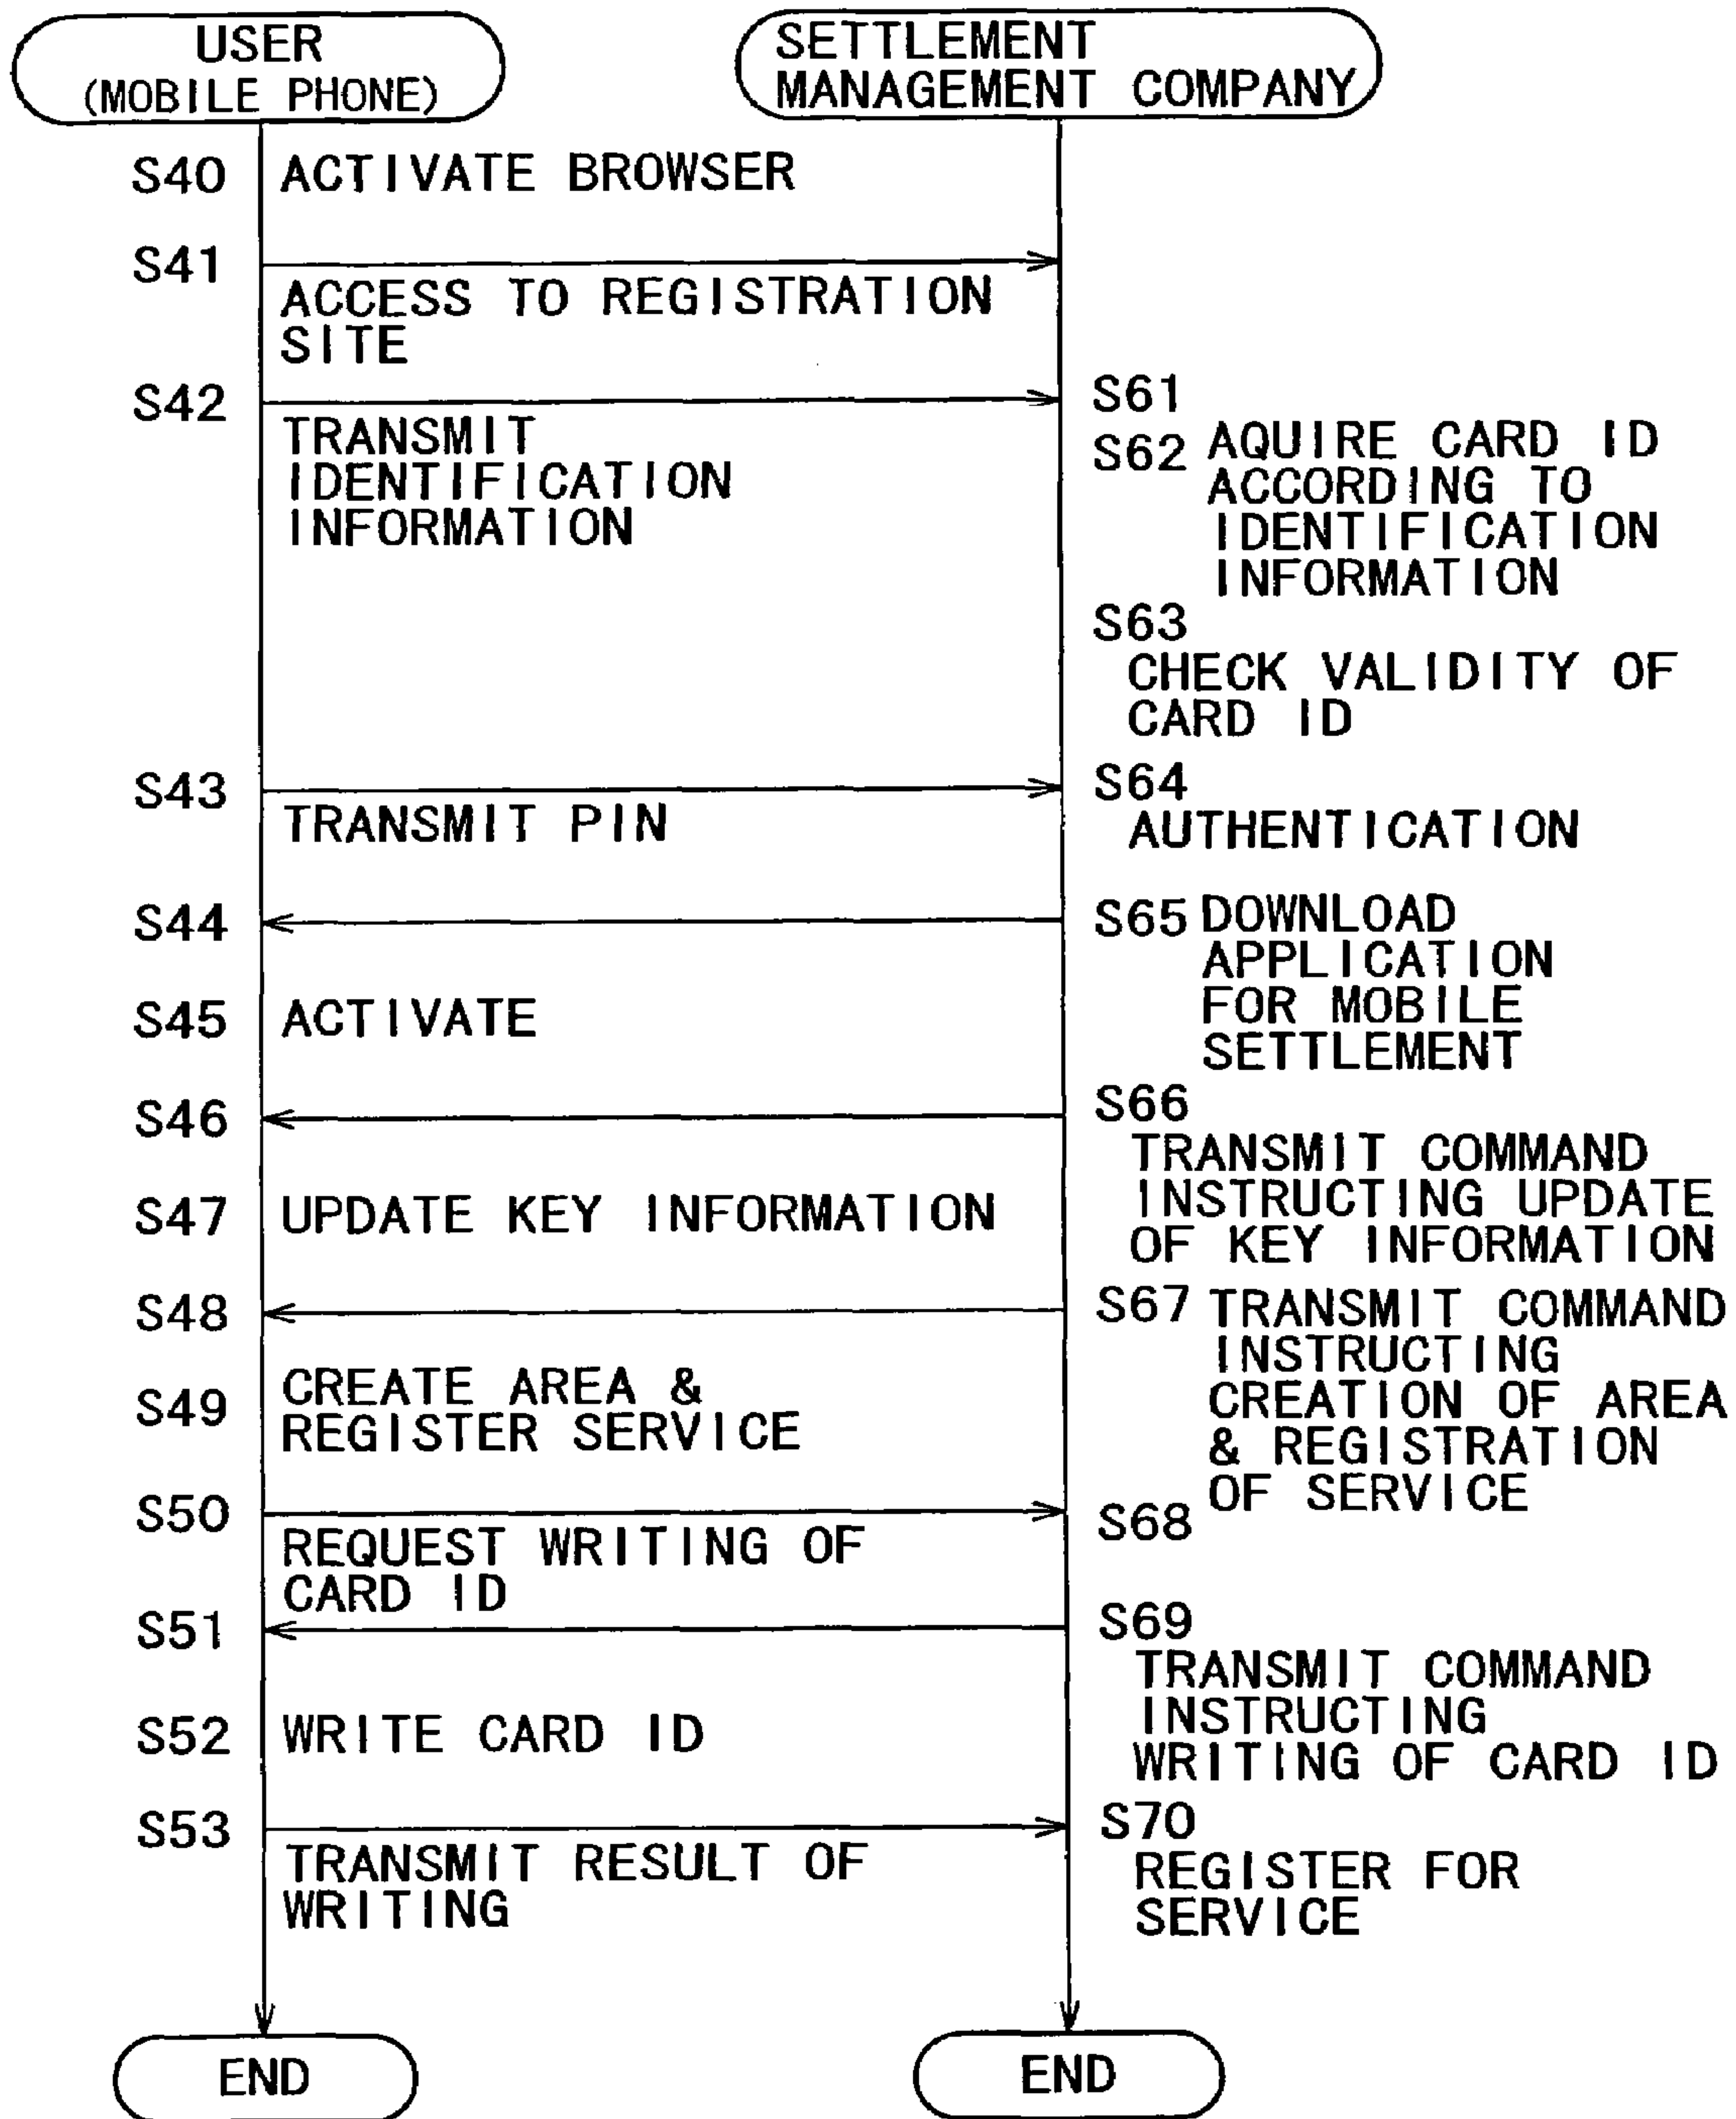 USER
(MOBILE PHONE)
SETTLEMENT
MANAGEMENT COMPANY
S40 ACTIVATE BROWSER
S41
ACCESS TO REGISTRATION
SITE
S42
TRANSMIT
IDENTIFICATION
INFORMATION
S61
S62 AQUIRE CARD ID
ACCORDING TO
IDENTIFICATION
INFORMATION
S63
CHECK VALIDITY OF
CARD ID
S43
TRANSMIT PIN
S64
AUTHENTICATION
S44
S65 DOWNLOAD
APPLICATION
FOR MOBILE
SETTLEMENT
S45 ACTIVATE
S46
S66
TRANSMIT COMMAND
INSTRUCTING UPDATE
OF KEY INFORMATION
S47 UPDATE KEY INFORMATION
S48
S67 TRANSMIT COMMAND
INSTRUCTING
CREATION OF AREA
& REGISTRATION
OF SERVICE
S49 CREATE AREA &
REGISTER SERVICE
S50
REQUEST WRITING OF
CARD ID
S68
S51
S69
TRANSMIT COMMAND
INSTRUCTING
WRITING OF CARD ID
S52 WRITE CARD ID
S53
TRANSMIT RESULT OF
WRITING
S70
REGISTER FOR
SERVICE
END
END